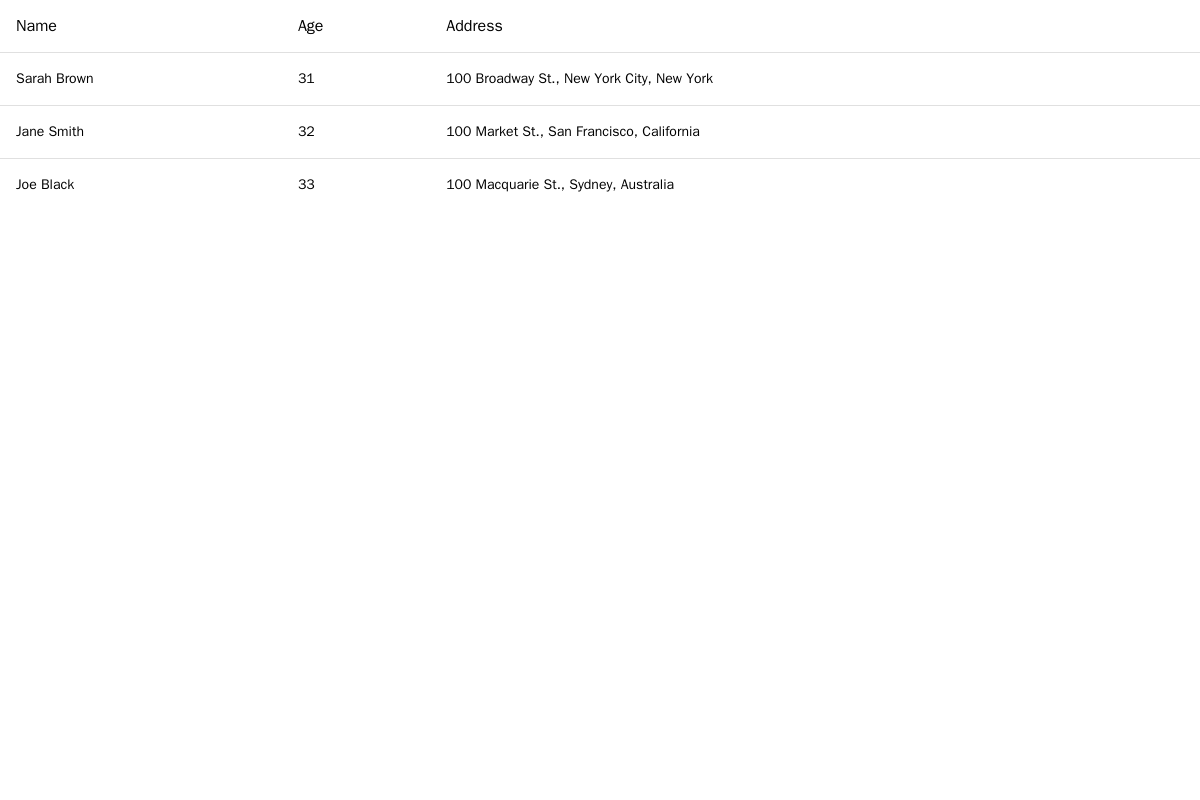 Name Age Address
Sarah Brown 31 100 Broadway St., New York City, New York
Jane Smith 32 100 Market St., San Francisco, California
Joe Black 33 100 Macquarie St., Sydney, Australia